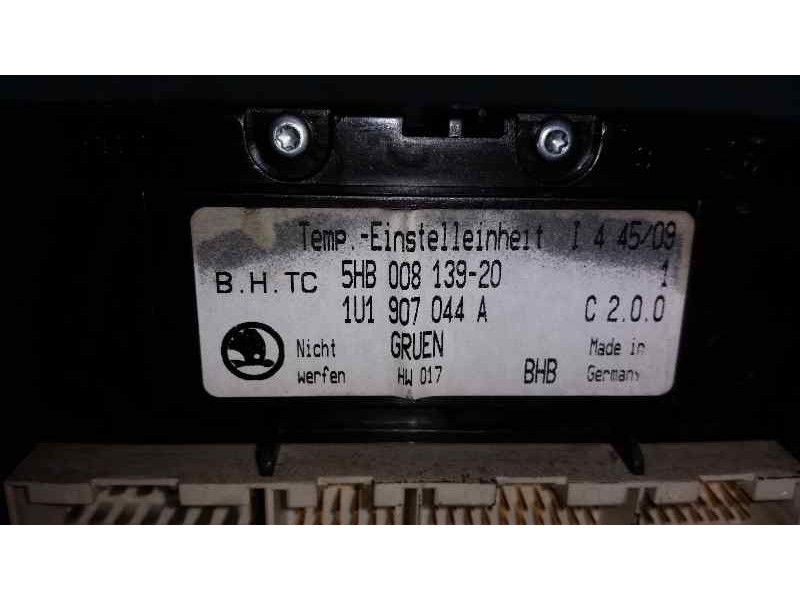 Temp.-Einstelleinheit I 4 45/09
B.H.TC 5HB 008 139-20 1
1U1 907 044 A C 2.0.0
Nicht werfen GRUEN HW 017 BHB Made in Germany